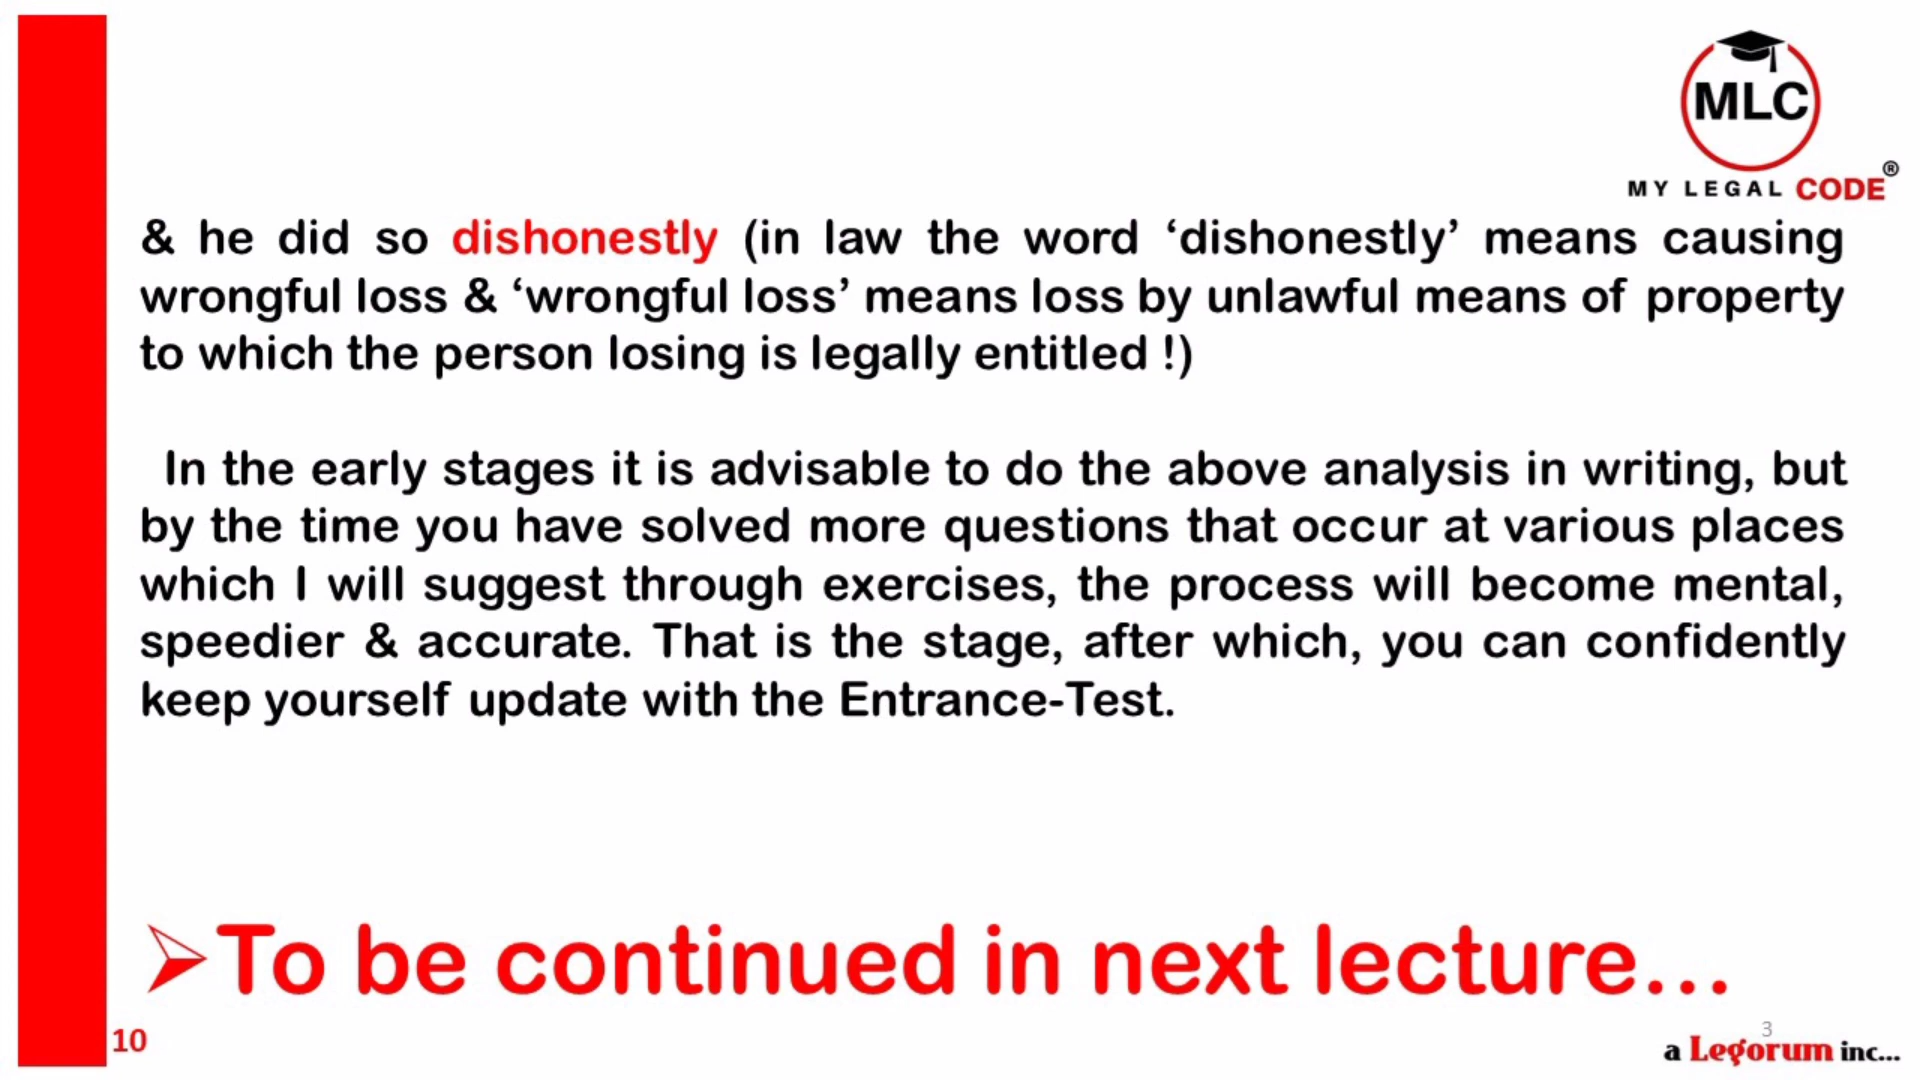 MLC
MY LEGAL CODE®
& he did so dishonestly (in law the word ‘dishonestly’ means causing
wrongful loss & ‘wrongful loss’ means loss by unlawful means of property
to which the person losing is legally entitled !)
In the early stages it is advisable to do the above analysis in writing, but
by the time you have solved more questions that occur at various places
which I will suggest through exercises, the process will become mental,
speedier & accurate. That is the stage, after which, you can confidently
keep yourself update with the Entrance-Test.
➢To be continued in next lecture...
10
3
a Legorum inc...